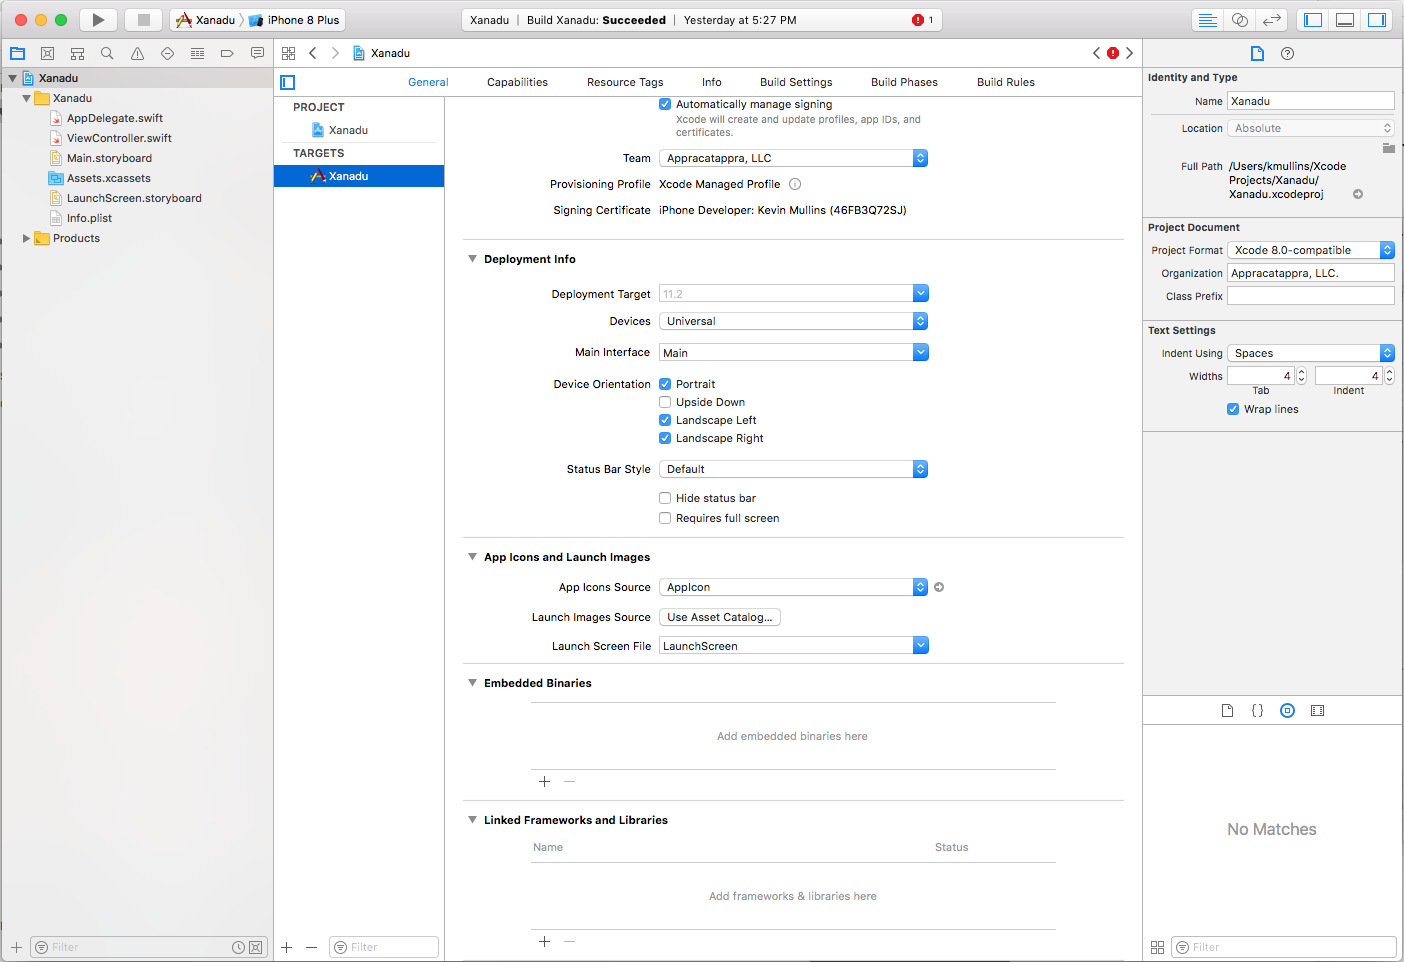 Xanadu
iPhone 8 Plus
Xanadu | Build Xanadu: Succeeded | Yesterday at 5:27 PM
1
Xanadu
Xanadu
AppDelegate.swift
ViewController.swift
Main.storyboard
Assets.xcassets
LaunchScreen.storyboard
Info.plist
Products
Filter
Xanadu
General
Capabilities
Resource Tags
Info
Build Settings
Build Phases
Build Rules
PROJECT
Xanadu
TARGETS
Xanadu
Filter
Automatically manage signing
Xcode will create and update profiles, app IDs, and
certificates.
Team Appracatappra, LLC
Provisioning Profile Xcode Managed Profile
Signing Certificate iPhone Developer: Kevin Mullins (46FB3Q72SJ)
Deployment Info
Deployment Target 11.2
Devices Universal
Main Interface Main
Device Orientation Portrait
Upside Down
Landscape Left
Landscape Right
Status Bar Style Default
Hide status bar
Requires full screen
App Icons and Launch Images
App Icons Source AppIcon
Launch Images Source Use Asset Catalog...
Launch Screen File LaunchScreen
Embedded Binaries
Add embedded binaries here
Linked Frameworks and Libraries
Name Status
Add frameworks & libraries here
Identity and Type
Name Xanadu
Location Absolute
Full Path /Users/kmullins/Xcode
Projects/Xanadu/
Xanadu.xcodeproj
Project Document
Project Format Xcode 8.0-compatible
Organization Appracatappra, LLC.
Class Prefix
Text Settings
Indent Using Spaces
Widths 4 4
Tab Indent
Wrap lines
{}
No Matches
Filter